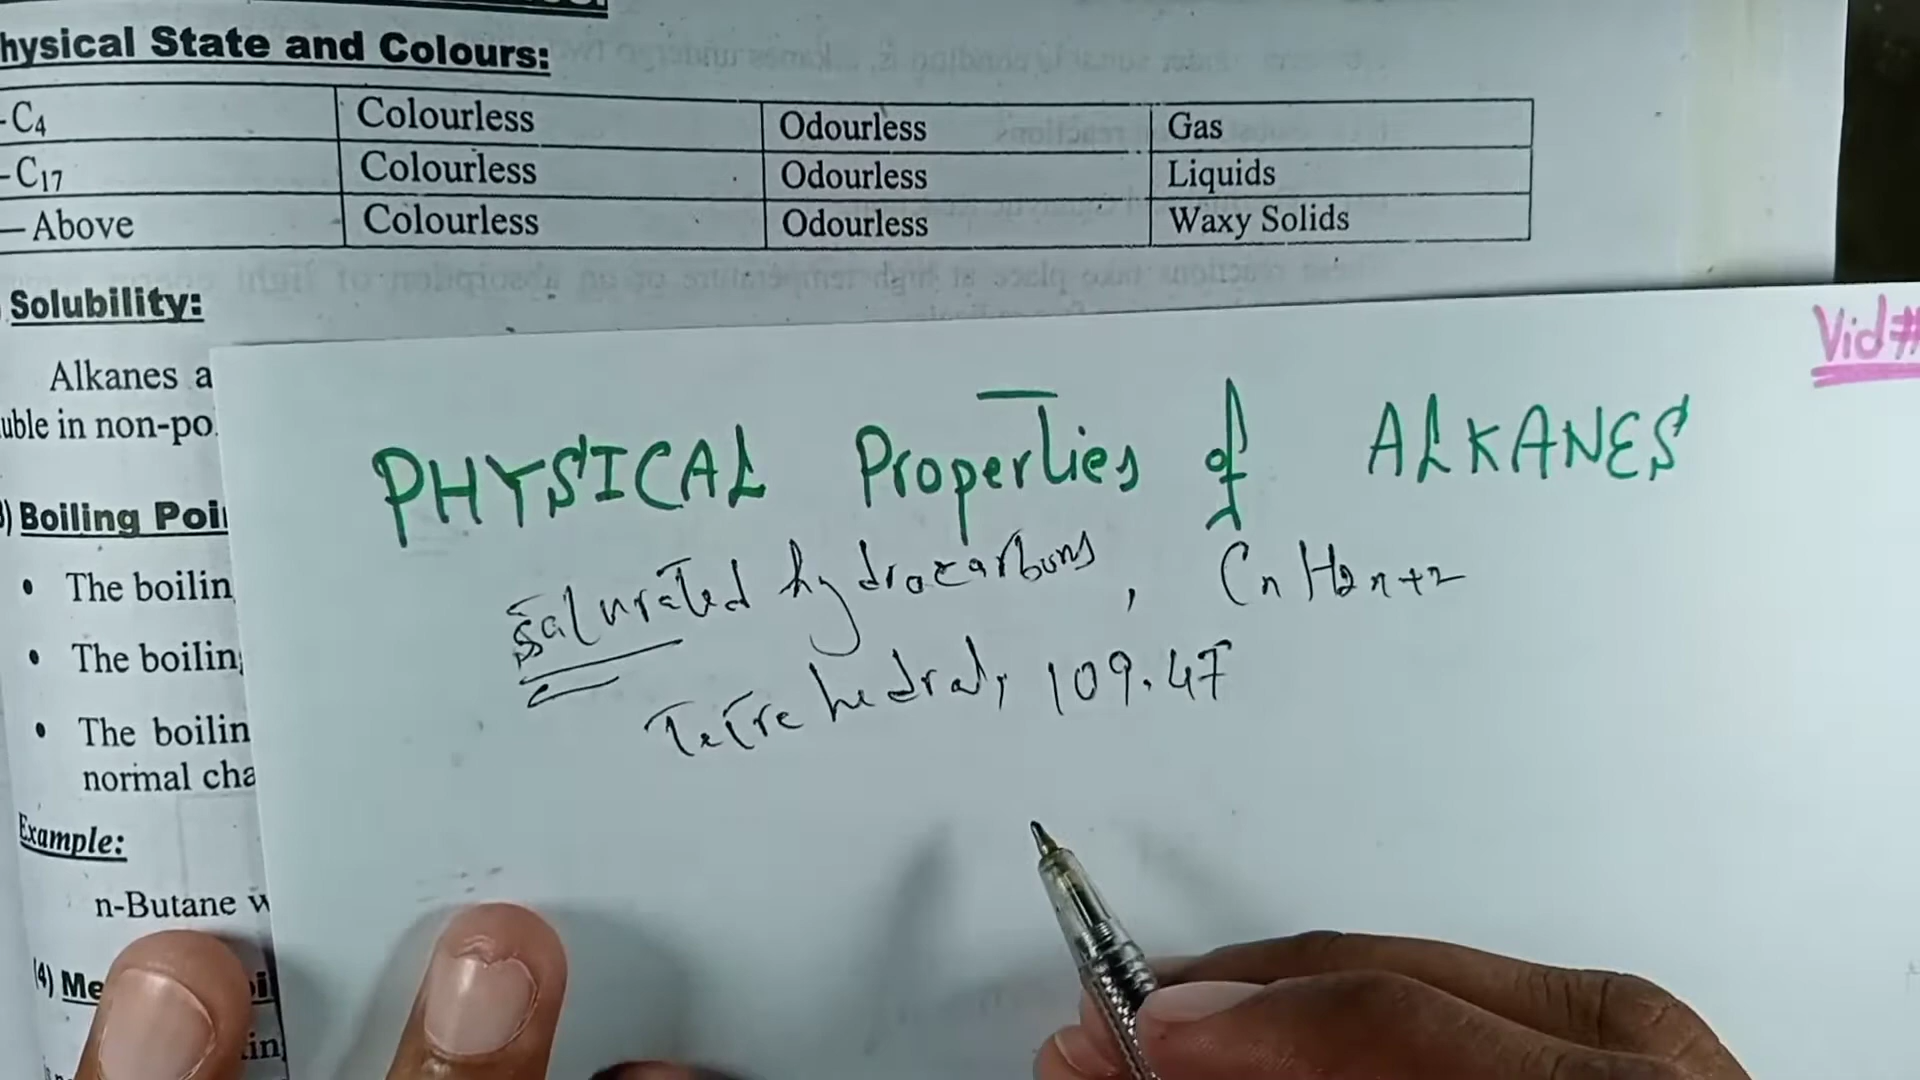 hysical State and Colours:
-C4 Colourless Odourless Gas
-C17 Colourless Odourless Liquids
— Above Colourless Odourless Waxy Solids
Solubility:
Alkanes a
uble in non-po
) Boiling Poi
• The boilin
• The boilin
• The boilin
normal cha
Example:
n-Butane w
(4) Me
in
Vid#
PHYSICAL Properties of ALKANES
Saturated hydrocarbons, CnH2n+2
Tetrehedral, 109.47